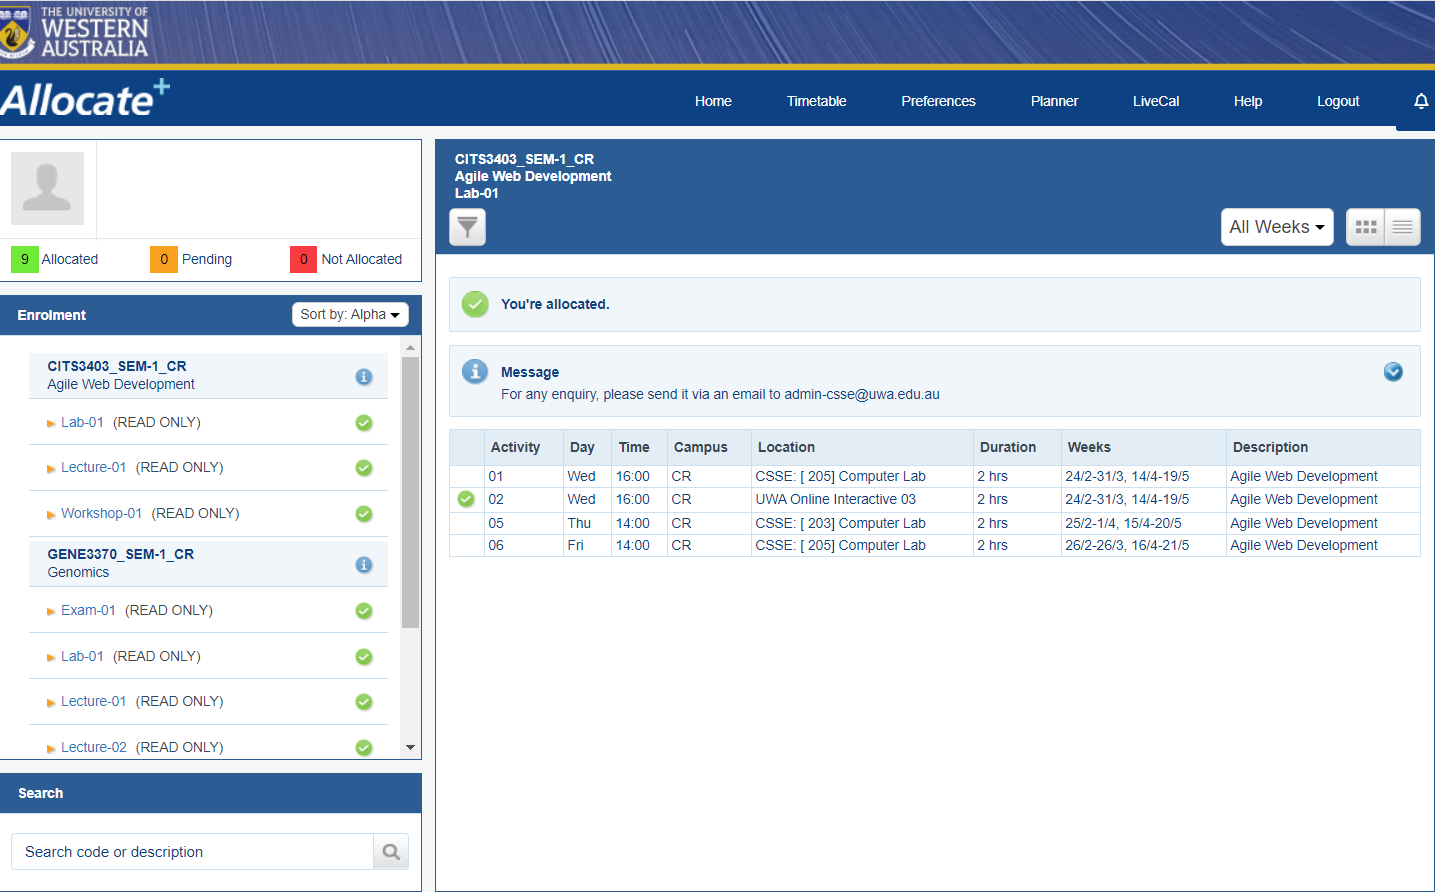 THE UNIVERSITY OF
WESTERN
AUSTRALIA
Allocate+
Home Timetable Preferences Planner LiveCal Help Logout
9 Allocated 0 Pending 0 Not Allocated
Enrolment Sort by: Alpha
CITS3403_SEM-1_CR
Agile Web Development
Lab-01 (READ ONLY)
Lecture-01 (READ ONLY)
Workshop-01 (READ ONLY)
GENE3370_SEM-1_CR
Genomics
Exam-01 (READ ONLY)
Lab-01 (READ ONLY)
Lecture-01 (READ ONLY)
Lecture-02 (READ ONLY)
Search
Search code or description
CITS3403_SEM-1_CR
Agile Web Development
Lab-01
All Weeks
You're allocated.
Message
For any enquiry, please send it via an email to admin-csse@uwa.edu.au
Activity Day Time Campus Location Duration Weeks Description
01 Wed 16:00 CR CSSE: [ 205] Computer Lab 2 hrs 24/2-31/3, 14/4-19/5 Agile Web Development
02 Wed 16:00 CR UWA Online Interactive 03 2 hrs 24/2-31/3, 14/4-19/5 Agile Web Development
05 Thu 14:00 CR CSSE: [ 203] Computer Lab 2 hrs 25/2-1/4, 15/4-20/5 Agile Web Development
06 Fri 14:00 CR CSSE: [ 205] Computer Lab 2 hrs 26/2-26/3, 16/4-21/5 Agile Web Development